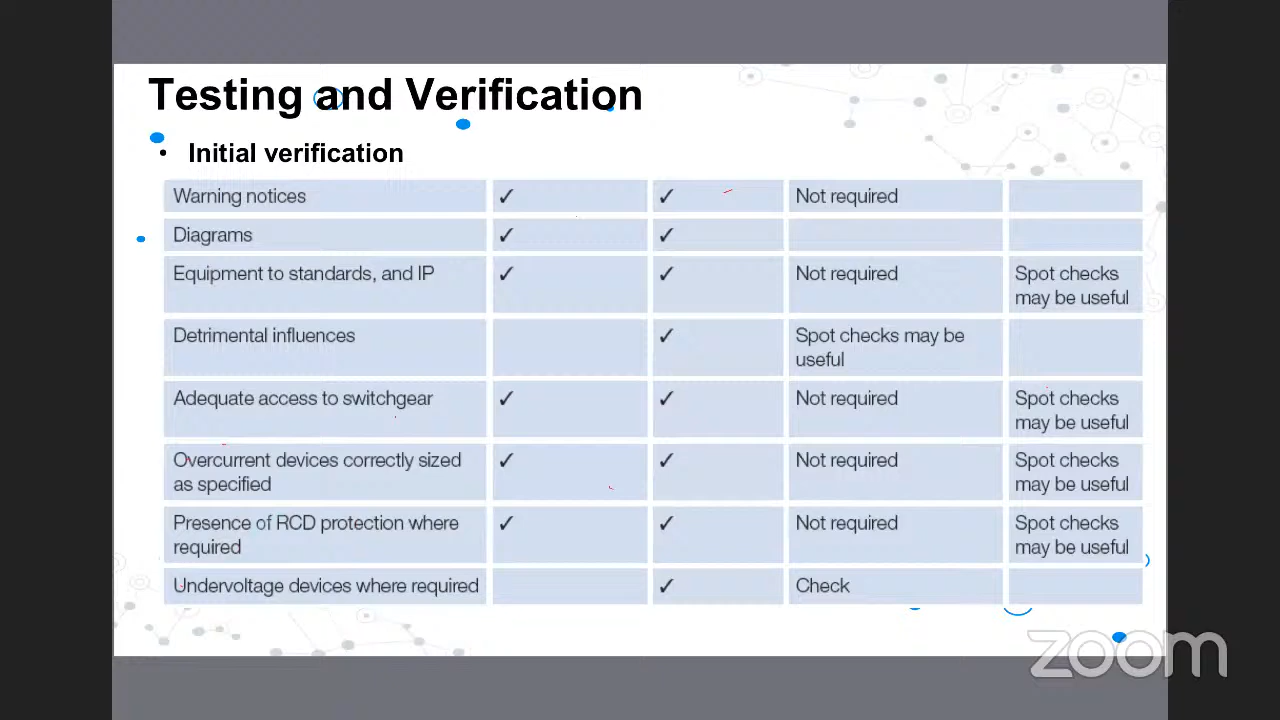 Testing and Verification
• Initial verification
Warning notices ✓ ✓ Not required
Diagrams ✓ ✓
Equipment to standards, and IP ✓ ✓ Not required Spot checks
may be useful
Detrimental influences ✓ Spot checks may be
useful
Adequate access to switchgear ✓ ✓ Not required Spot checks
may be useful
Overcurrent devices correctly sized ✓ ✓ Not required Spot checks
as specified may be useful
Presence of RCD protection where ✓ ✓ Not required Spot checks
required may be useful
Undervoltage devices where required ✓ Check
zoom